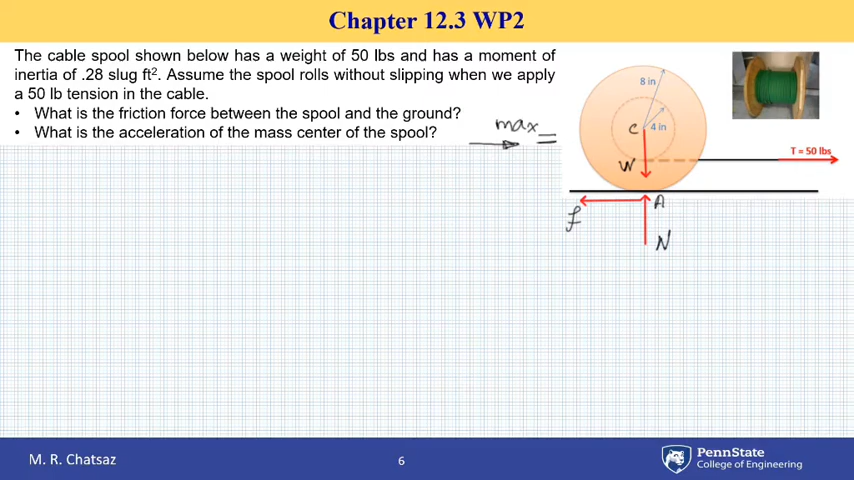 Chapter 12.3 WP2
The cable spool shown below has a weight of 50 lbs and has a moment of
inertia of .28 slug ft². Assume the spool rolls without slipping when we apply
a 50 lb tension in the cable.
• What is the friction force between the spool and the ground?
• What is the acceleration of the mass center of the spool?
max =
8 in
C
4 in
W
T = 50 lbs
A
f
N
M. R. Chatsaz
6
PennState
College of Engineering